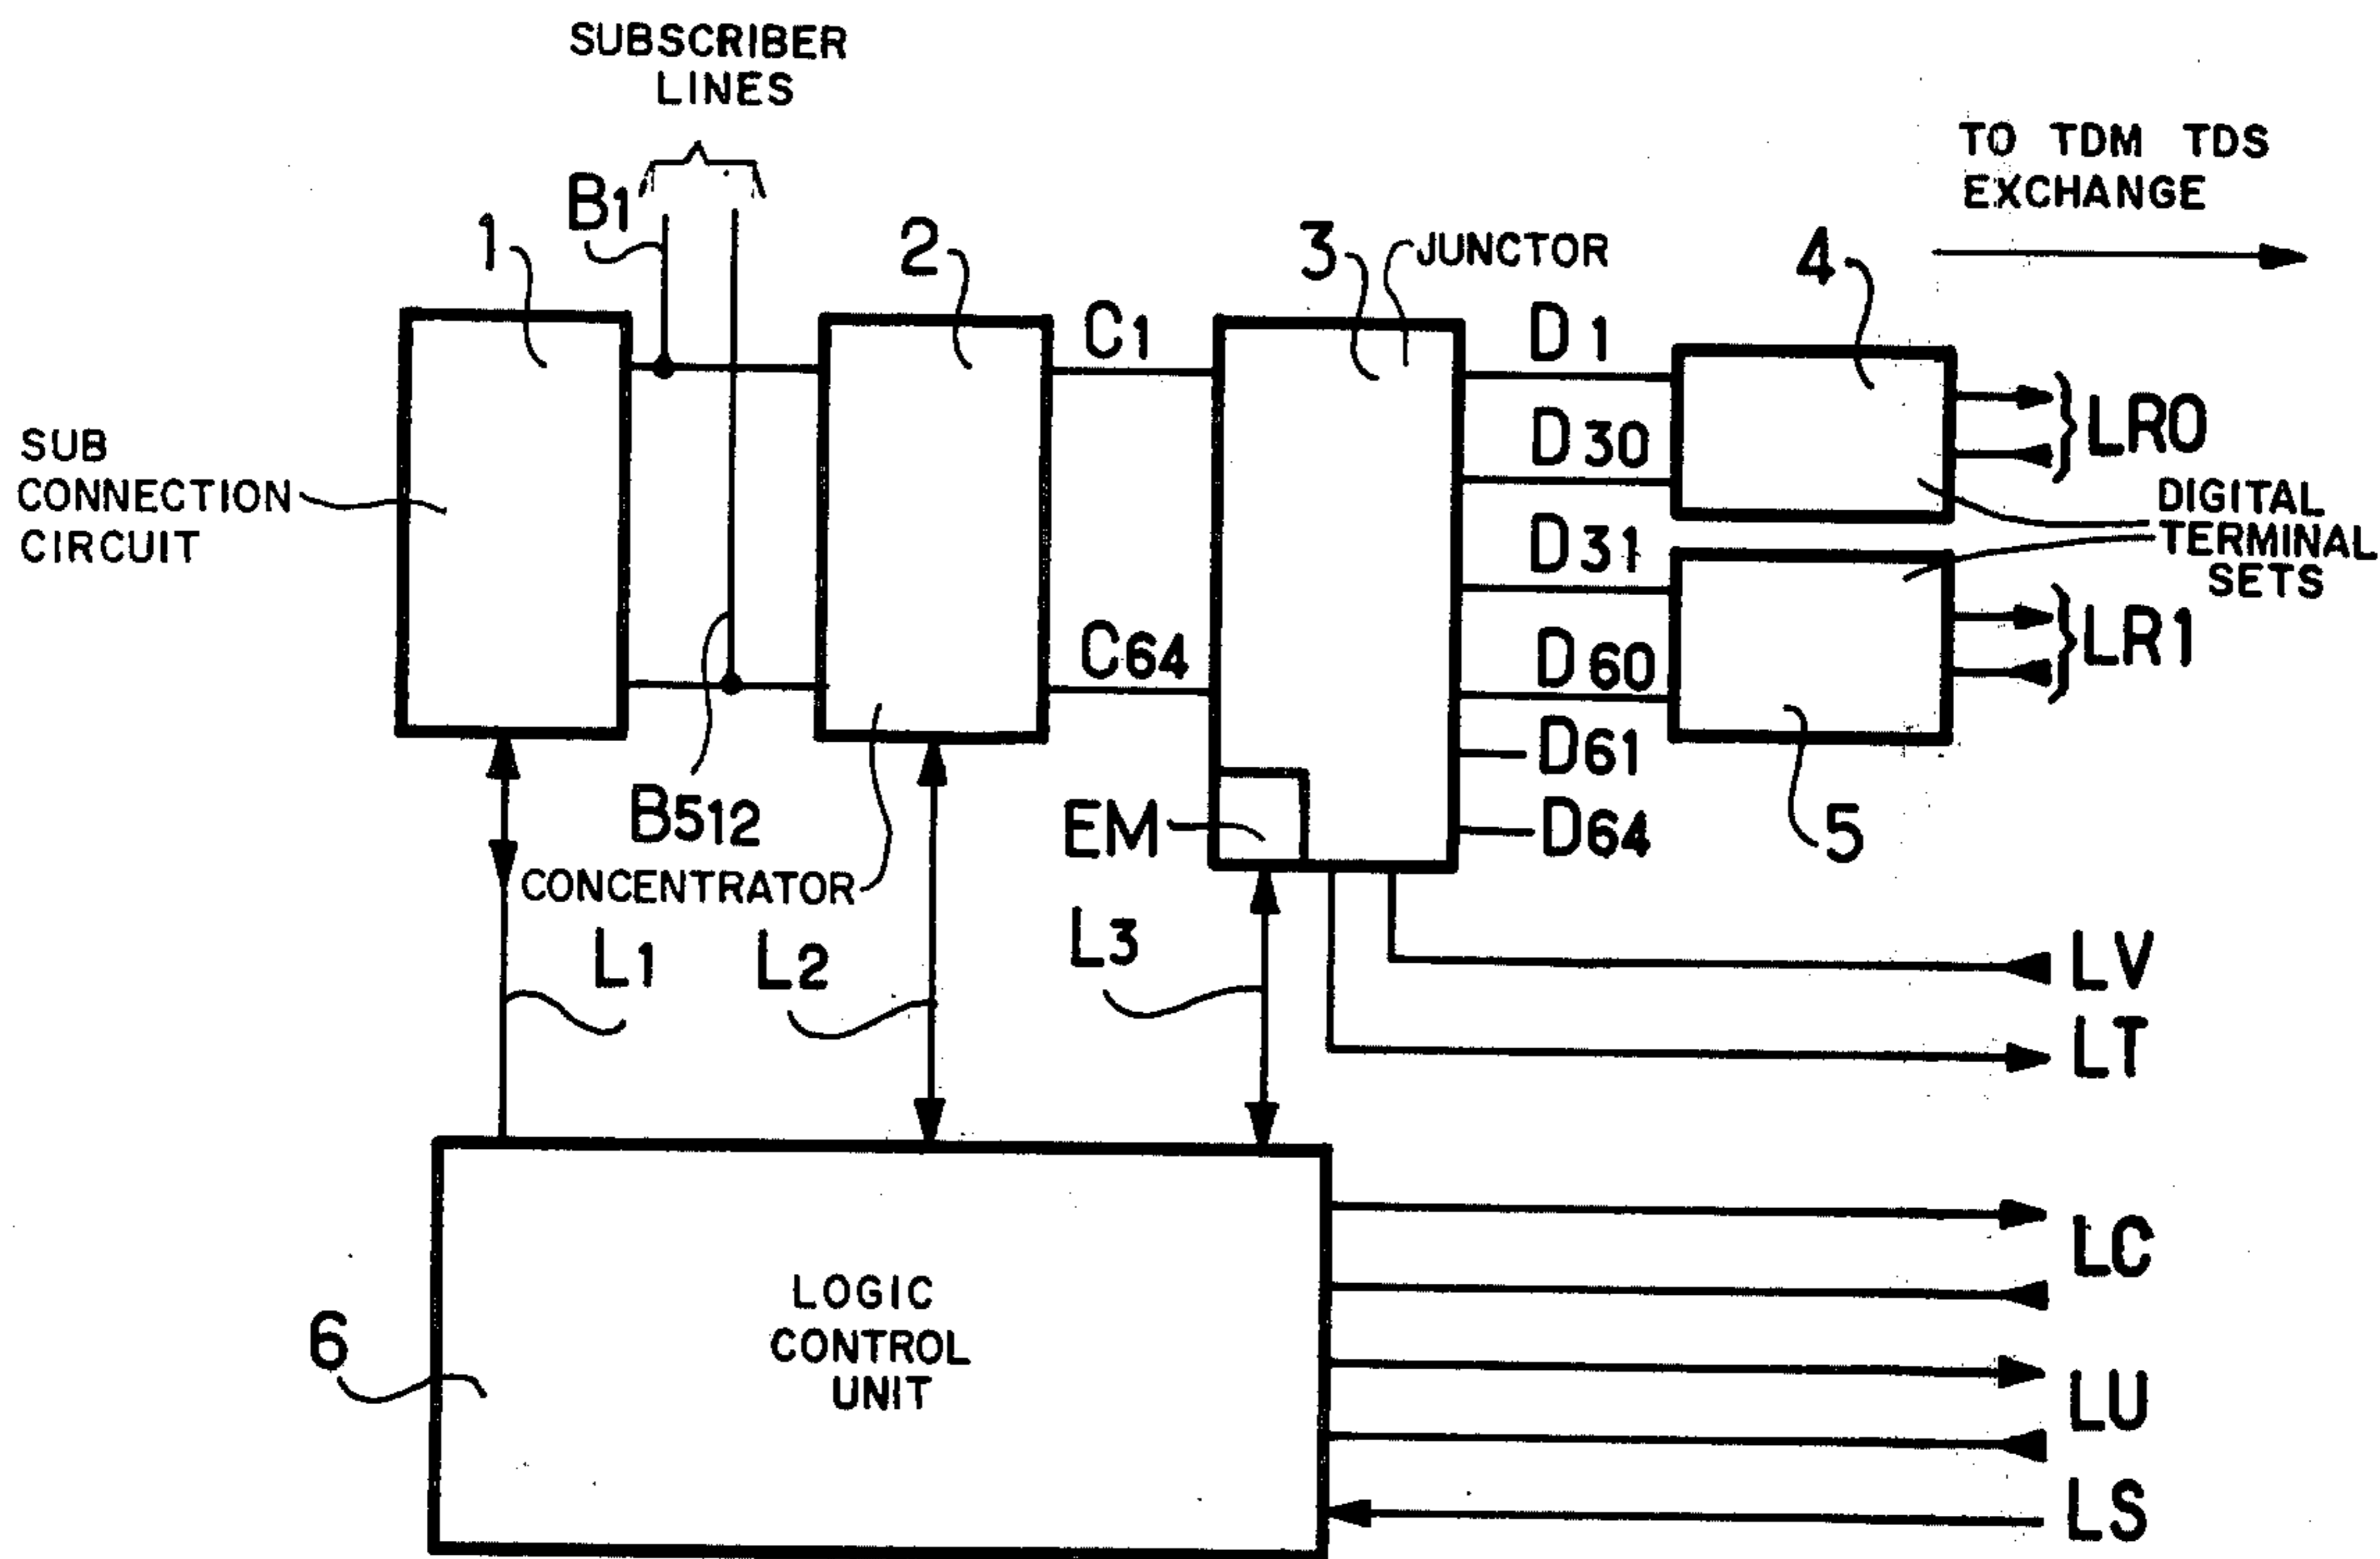 SUBSCRIBER
LINES
TO TDM TDS
EXCHANGE
B1
1
2
3
JUNCTOR
4
C1
D1
D30
LR0
SUB
CONNECTION
CIRCUIT
DIGITAL
TERMINAL
SETS
D31
C64
D60
LR1
D61
B512
EM
D64
5
CONCENTRATOR
L1
L2
L3
LV
LT
LOGIC
CONTROL
UNIT
6
LC
LU
LS